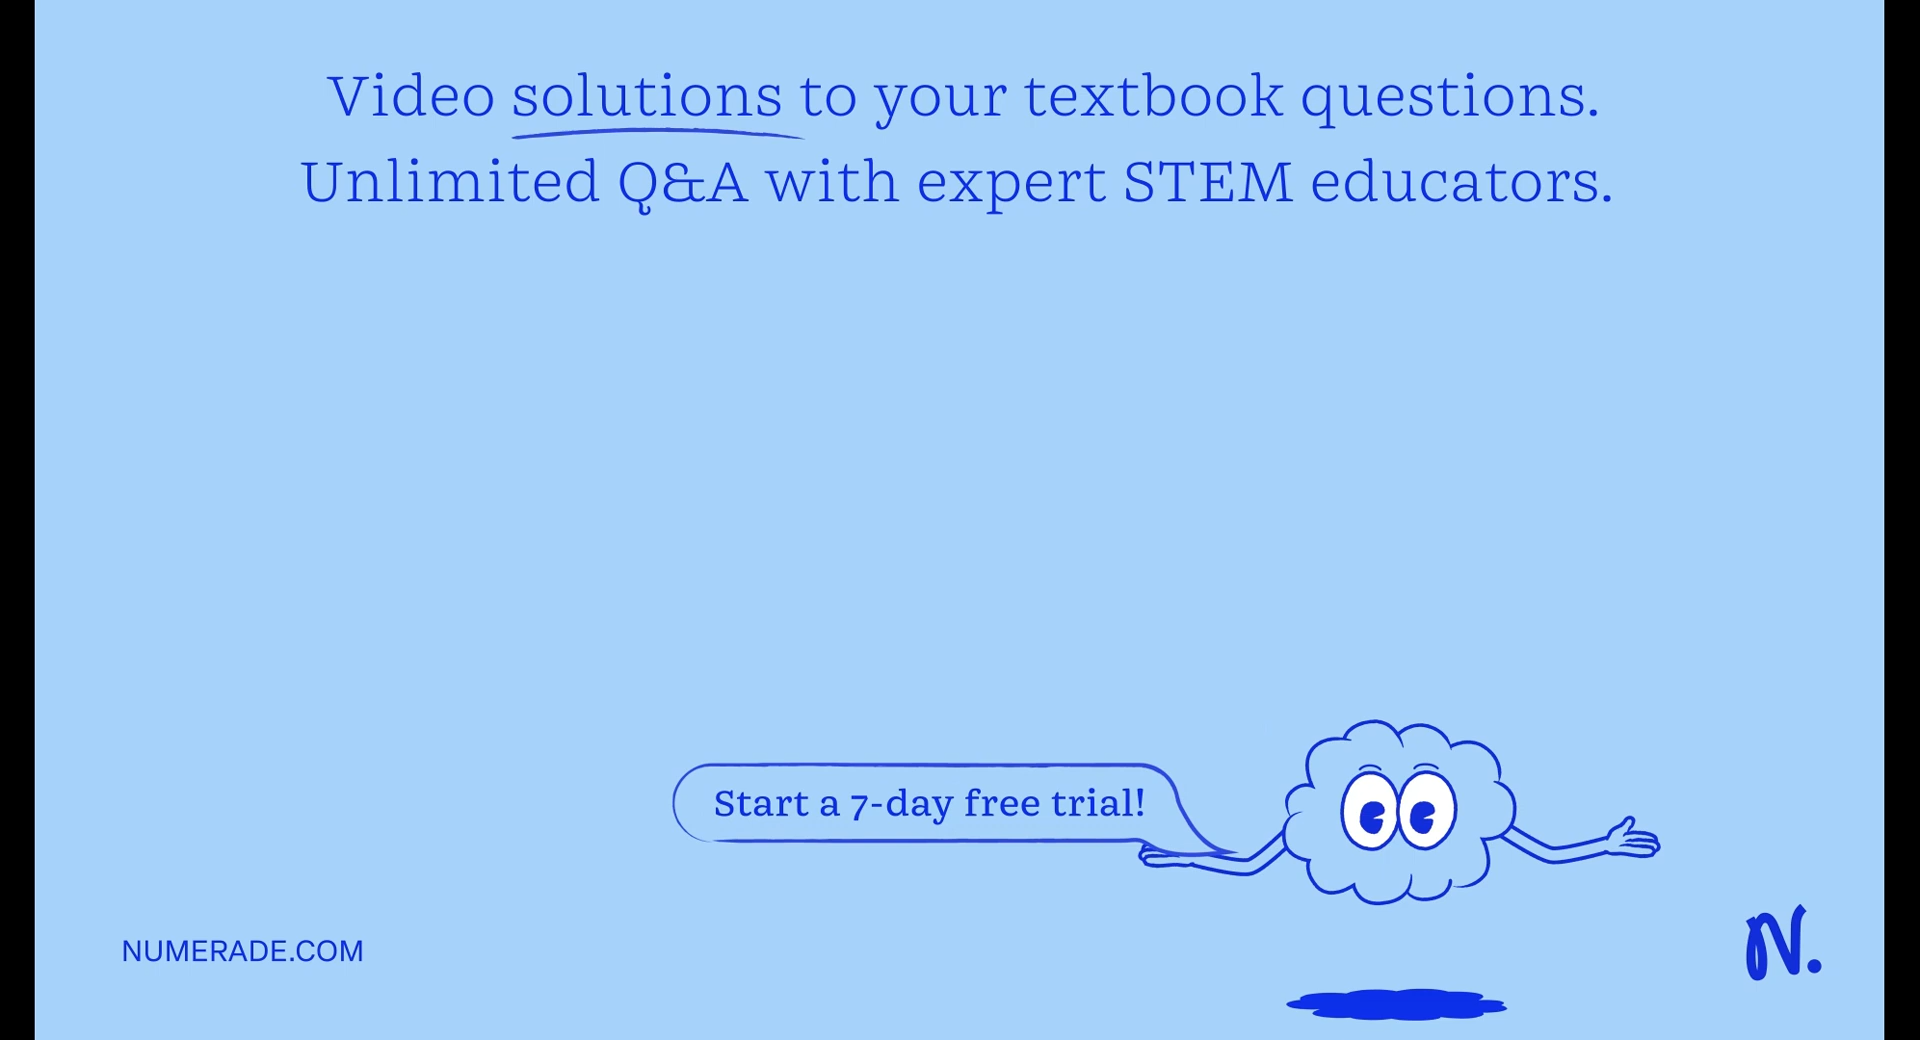 Video solutions to your textbook questions.
Unlimited Q&A with expert STEM educators.
Start a 7-day free trial!
NUMERADE.COM
N.